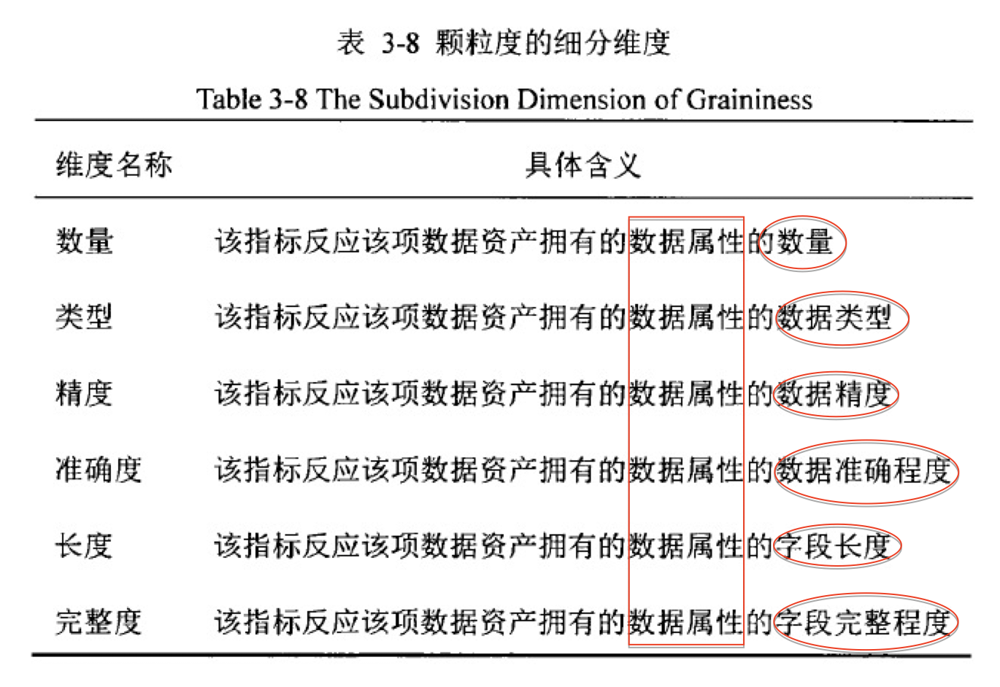 表 3-8 颗粒度的细分维度
Table 3-8 The Subdivision Dimension of Graininess
维度名称 具体含义
数量 该指标反应该项数据资产拥有的数据属性的数量
类型 该指标反应该项数据资产拥有的数据属性的数据类型
精度 该指标反应该项数据资产拥有的数据属性的数据精度
准确度 该指标反应该项数据资产拥有的数据属性的数据准确程度
长度 该指标反应该项数据资产拥有的数据属性的字段长度
完整度 该指标反应该项数据资产拥有的数据属性的字段完整程度